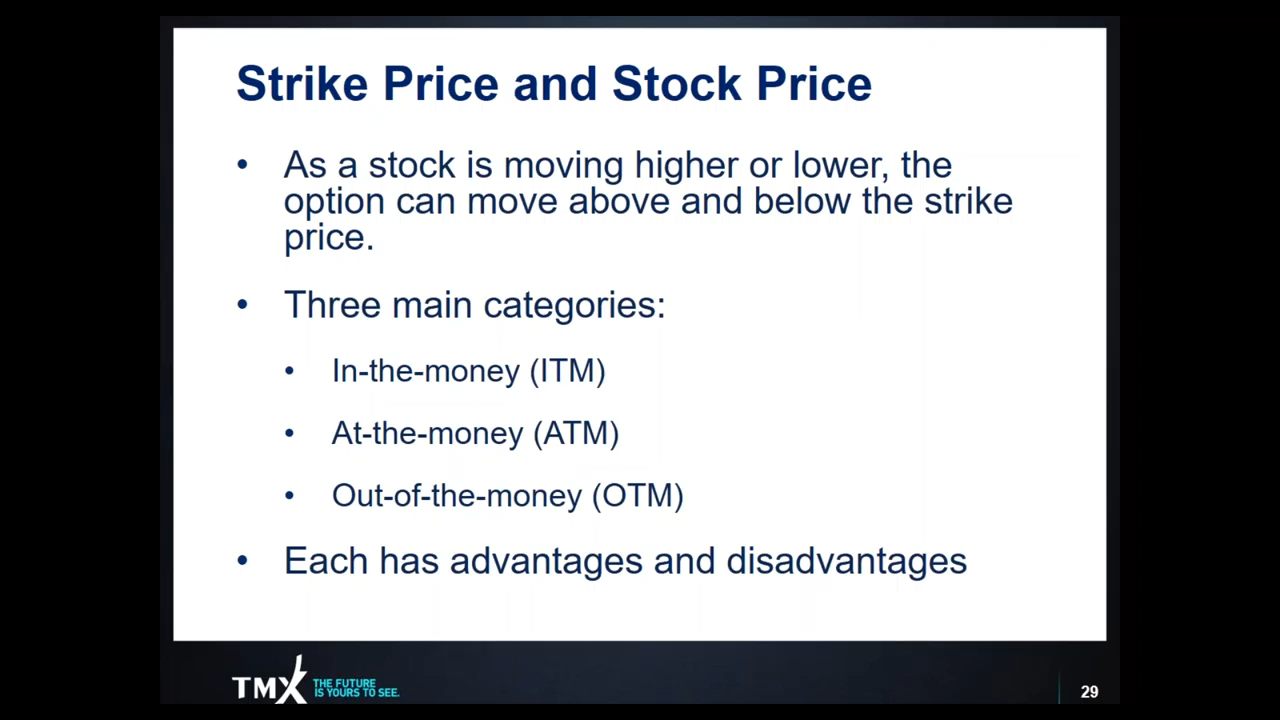 Strike Price and Stock Price
• As a stock is moving higher or lower, the
option can move above and below the strike
price.
• Three main categories:
• In-the-money (ITM)
• At-the-money (ATM)
• Out-of-the-money (OTM)
• Each has advantages and disadvantages
TMX THE FUTURE
IS YOURS TO SEE.
29